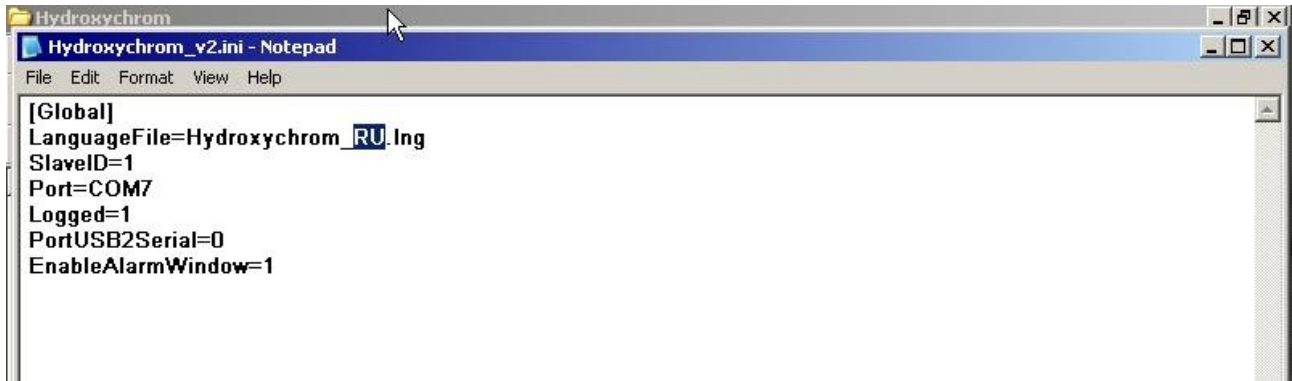 Hydroxychrom
Hydroxychrom_v2.ini - Notepad
File Edit Format View Help
[Global]
LanguageFile=Hydroxychrom_RU.lng
SlaveID=1
Port=COM7
Logged=1
PortUSB2Serial=0
EnableAlarmWindow=1